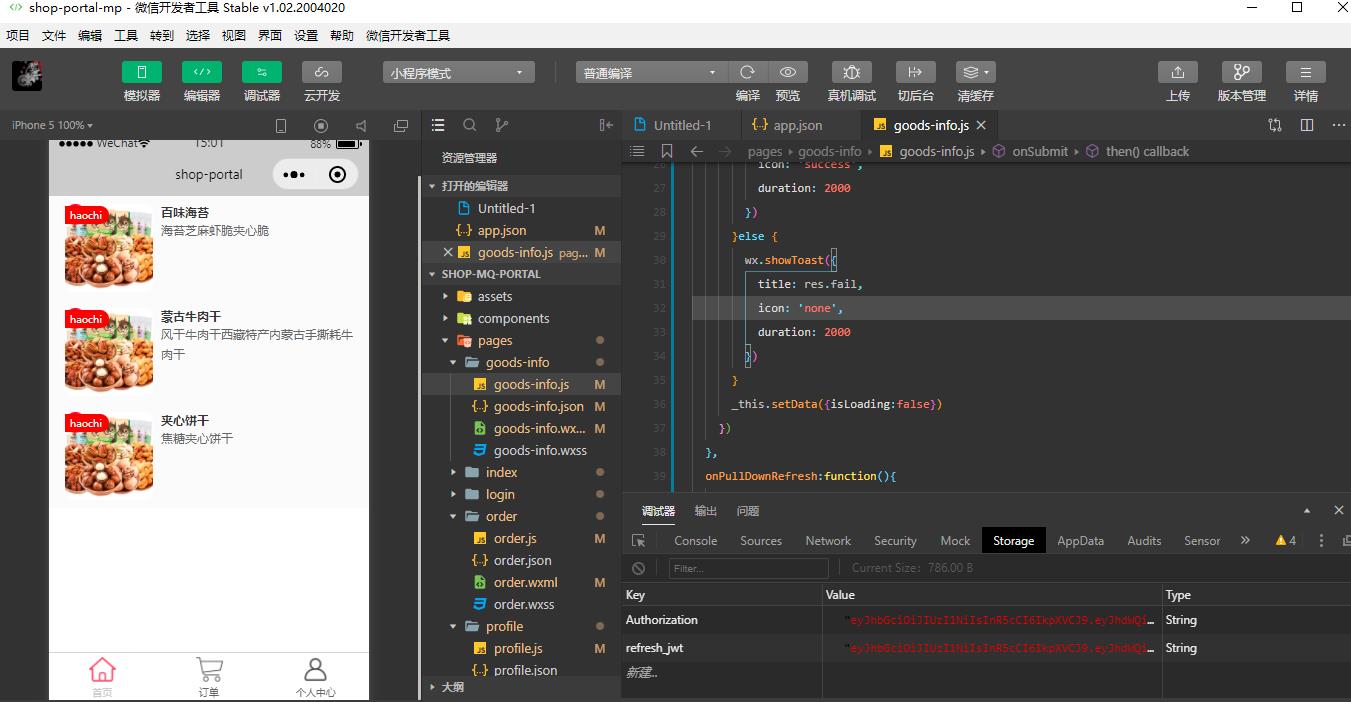 shop-portal-mp - 微信开发者工具 Stable v1.02.2004020
项目 文件 编辑 工具 转到 选择 视图 界面 设置 帮助 微信开发者工具
小程序模式 普通编译
模拟器 编辑器 调试器 云开发 编译 预览 真机调试 切后台 清缓存 上传 版本管理 详情
iPhone 5 100%
WeChat 15:01 88%
shop-portal
haochi
百味海苔
海苔芝麻虾脆夹心脆
haochi
蒙古牛肉干
风干牛肉干西藏特产内蒙古手撕耗牛
肉干
haochi
夹心饼干
焦糖夹心饼干
首页 订单 个人中心
资源管理器
打开的编辑器
Untitled-1
app.json M
goods-info.js pag... M
SHOP-MQ-PORTAL
assets
components
pages
goods-info
goods-info.js M
goods-info.json M
goods-info.wx... M
goods-info.wxss
index
login
order
order.js M
order.json
order.wxml M
order.wxss
profile
profile.js M
profile.json
大纲
Untitled-1 app.json goods-info.js
pages goods-info goods-info.js onSubmit then() callback
26 icon: 'success',
27 duration: 2000
28 })
29 }else {
30 wx.showToast({
31 title: res.fail,
32 icon: 'none',
33 duration: 2000
34 })
35 }
36 _this.setData({isLoading:false})
37 })
38 },
39 onPullDownRefresh:function(){
调试器 输出 问题
Console Sources Network Security Mock Storage AppData Audits Sensor 4
Filter... Current Size: 786.00 B
Key Value Type
Authorization "eyJhbGciOiJIUzI1NiIsInR5cCI6IkpXVCJ9.eyJhdWQi... String
refresh_jwt "eyJhbGciOiJIUzI1NiIsInR5cCI6IkpXVCJ9.eyJhdWQi... String
新建...